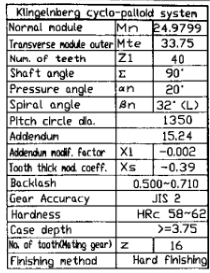 Klingelnberg cyclo-palloid system
Normal module Mn 24.9799
Transverse module outer Mte 33.75
Num. of teeth Z1 40
Shaft angle Σ 90°
Pressure angle αn 20°
Spiral angle βn 32° (L)
Pitch circle dia. 1350
Addendum 15.24
Addendum modif. factor X1 -0.002
Tooth thick mod. coeff. Xs -0.39
Backlash 0.500~0.710
Gear Accuracy JIS 2
Hardness HRc 58~62
Case depth >=3.75
No. of tooth(Mating gear) z 16
Finishing method Hard finishing